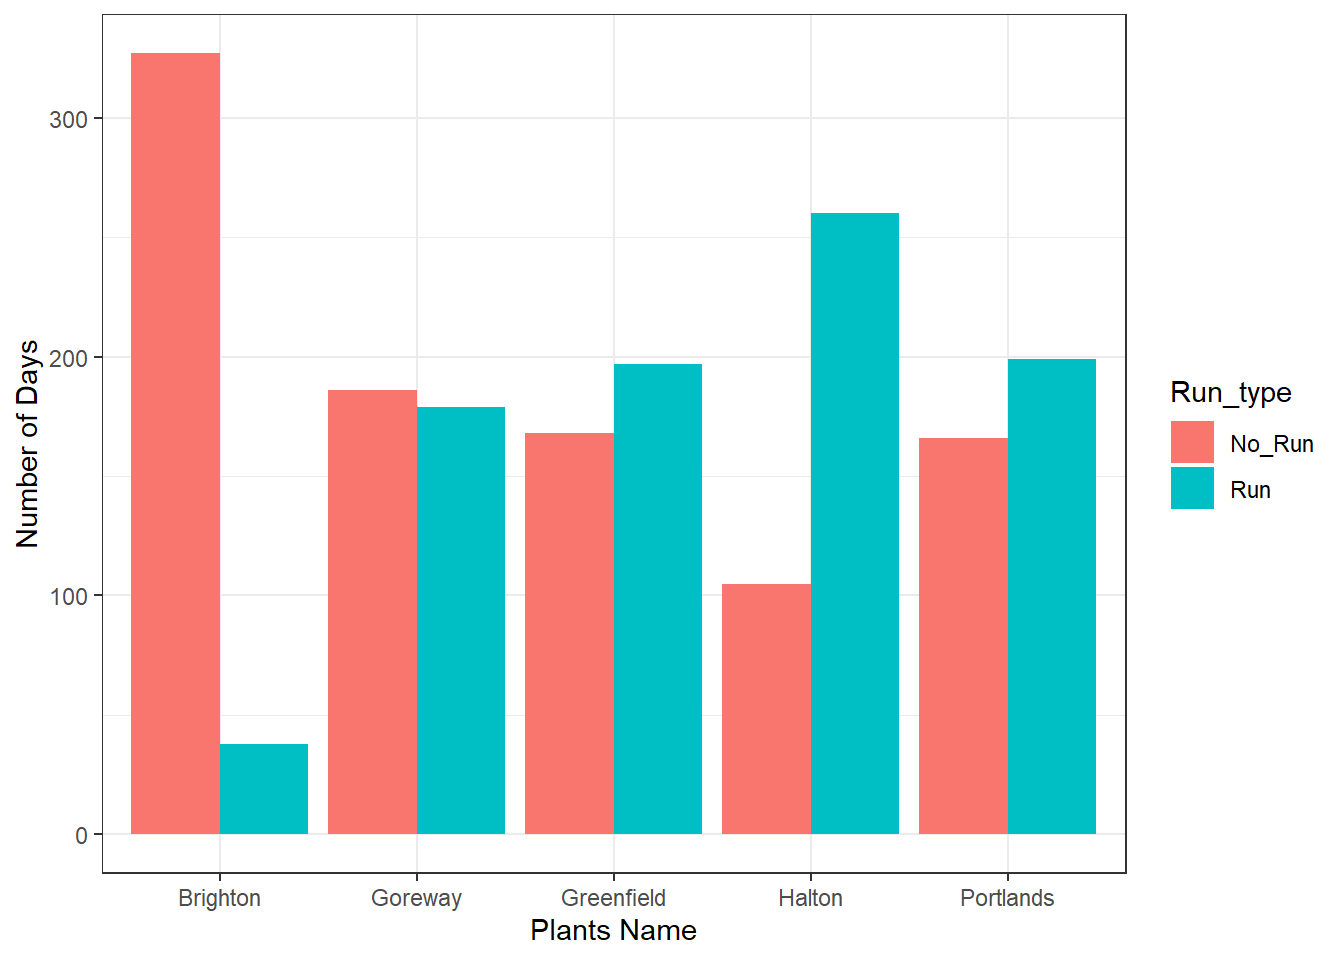 Number of Days
300
200
100
0
Brighton Goreway Greenfield Halton Portlands
Plants Name
Run_type
No_Run
Run